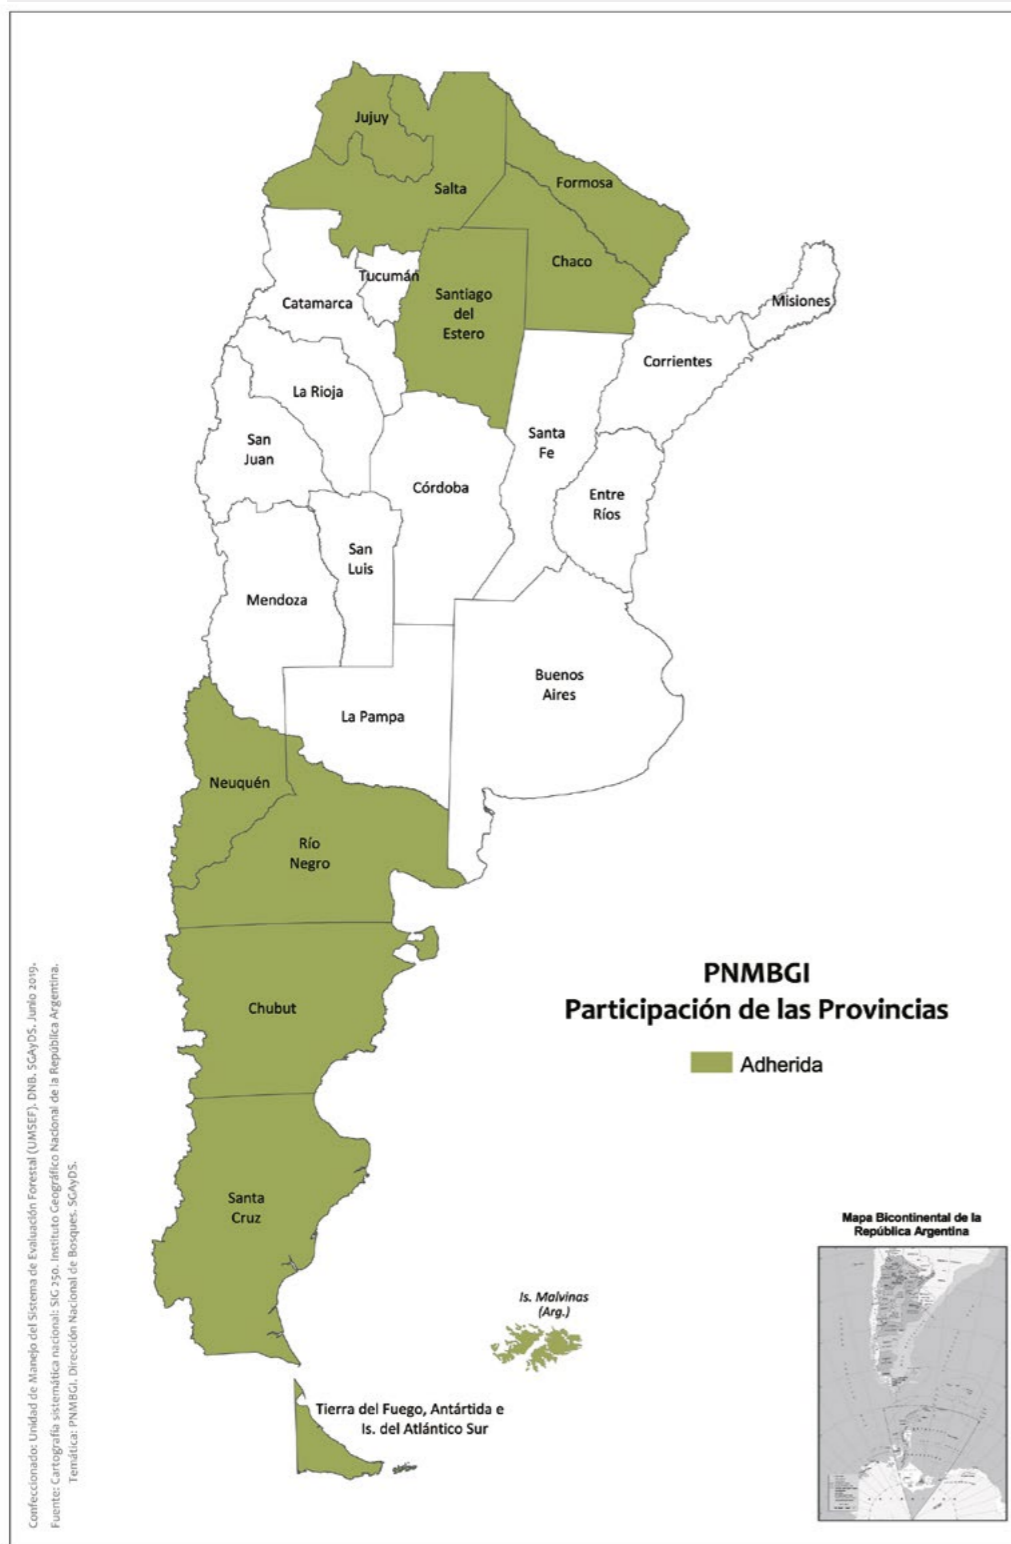 Jujuy
Salta
Formosa
Chaco
Tucumán
Santiago
del
Estero
Catamarca
Misiones
Corrientes
La Rioja
San
Juan
Santa
Fe
Córdoba
Entre
Ríos
San
Luis
Mendoza
Buenos
Aires
La Pampa
Neuquén
Río
Negro
Chubut
Santa
Cruz
PNMBGI
Participación de las Provincias
Adherida
Is. Malvinas
(Arg.)
Tierra del Fuego, Antártida e
Is. del Atlántico Sur
Mapa Bicontinental de la
República Argentina
Confeccionado: Unidad de Manejo del Sistema de Evaluación Forestal (UMSEF). DNB. SGAyDS. Junio 2019.
Fuente: Cartografía sistemática nacional: SIG 250. Instituto Geográfico Nacional de la República Argentina.
Temática: PNMBGI. Dirección Nacional de Bosques. SGAyDS.